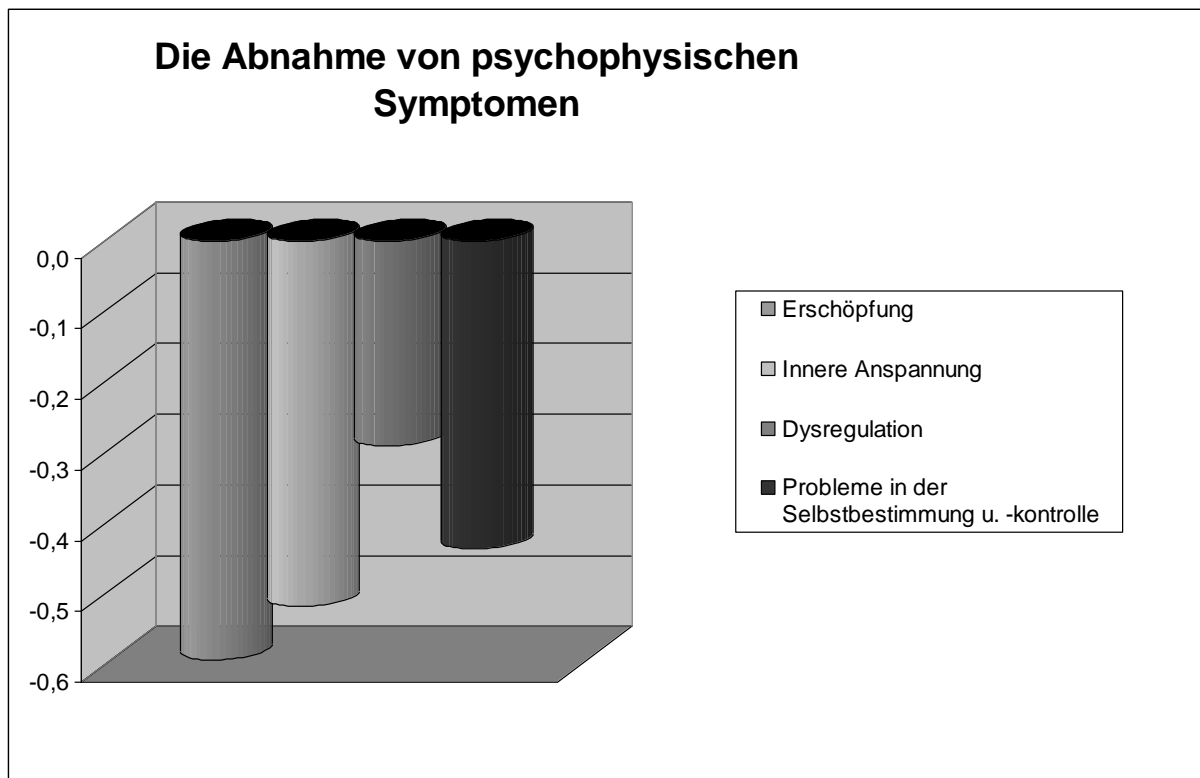 Die Abnahme von psychophysischen
Symptomen
0,0
-0,1
-0,2
-0,3
-0,4
-0,5
-0,6
Erschöpfung
Innere Anspannung
Dysregulation
Probleme in der
Selbstbestimmung u. -kontrolle